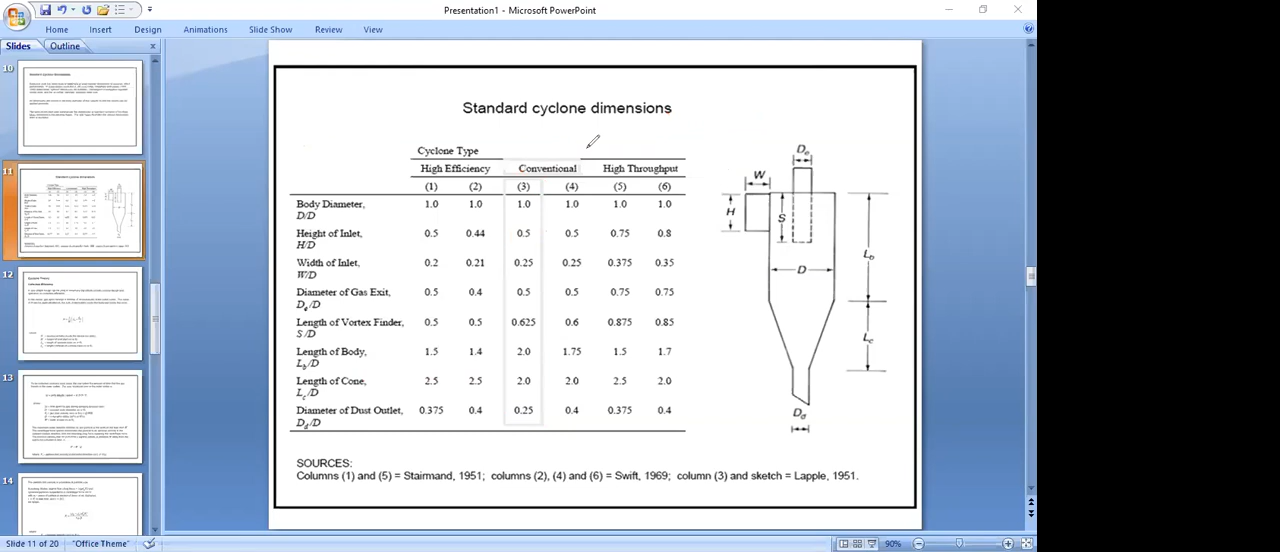 Presentation1 - Microsoft PowerPoint
Home Insert Design Animations Slide Show Review View
Slides Outline
10
11
12
13
14
Standard cyclone dimensions
Cyclone Type
High Efficiency Conventional High Throughput
(1) (2) (3) (4) (5) (6)
Body Diameter, 1.0 1.0 1.0 1.0 1.0 1.0
D/D
Height of Inlet, 0.5 0.44 0.5 0.5 0.75 0.8
H/D
Width of Inlet, 0.2 0.21 0.25 0.25 0.375 0.35
W/D
Diameter of Gas Exit, 0.5 0.5 0.5 0.75 0.75
De/D
Length of Vortex Finder, 0.5 0.5 0.625 0.6 0.875 0.85
S/D
Length of Body, 1.5 1.4 2.0 1.75 1.5 1.7
Lb/D
Length of Cone, 2.5 2.5 2.0 2.0 2.5 2.0
Lc/D
Diameter of Dust Outlet, 0.375 0.25 0.4 0.375 0.4
Dd/D
De
W
H
S
D
Lb
Lc
Dd
SOURCES:
Columns (1) and (5) = Stairmand, 1951; columns (2), (4) and (6) = Swift, 1969; column (3) and sketch = Lapple, 1951.
Slide 11 of 20 "Office Theme" 90%